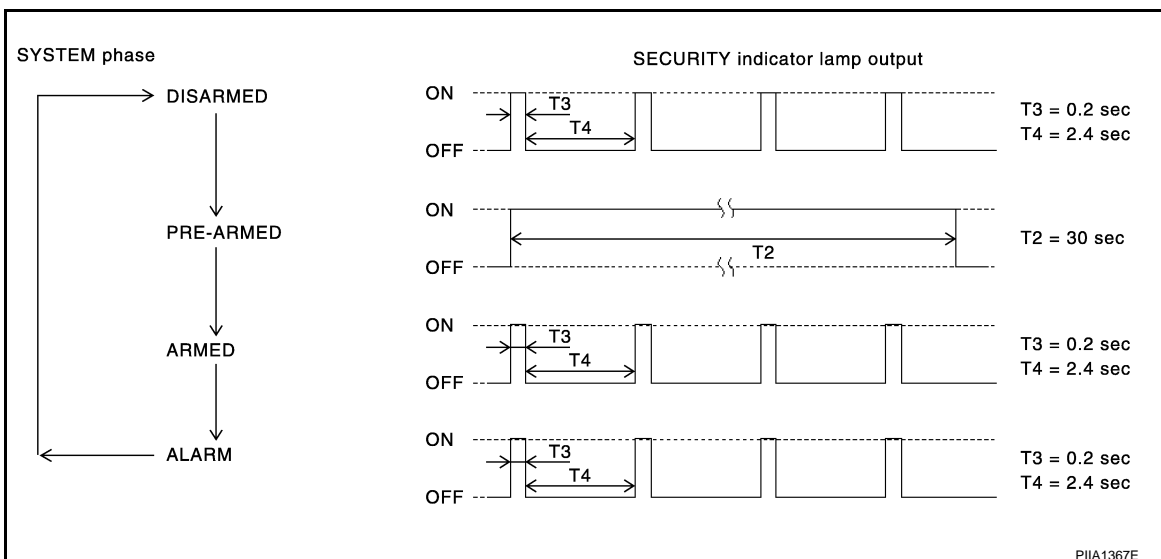 SYSTEM phase
SECURITY indicator lamp output
DISARMED
ON
OFF
T3
T4
T3 = 0.2 sec
T4 = 2.4 sec
PRE-ARMED
ON
OFF
T2
T2 = 30 sec
ARMED
ON
OFF
T3
T4
T3 = 0.2 sec
T4 = 2.4 sec
ALARM
ON
OFF
T3
T4
T3 = 0.2 sec
T4 = 2.4 sec
PIIA1367E